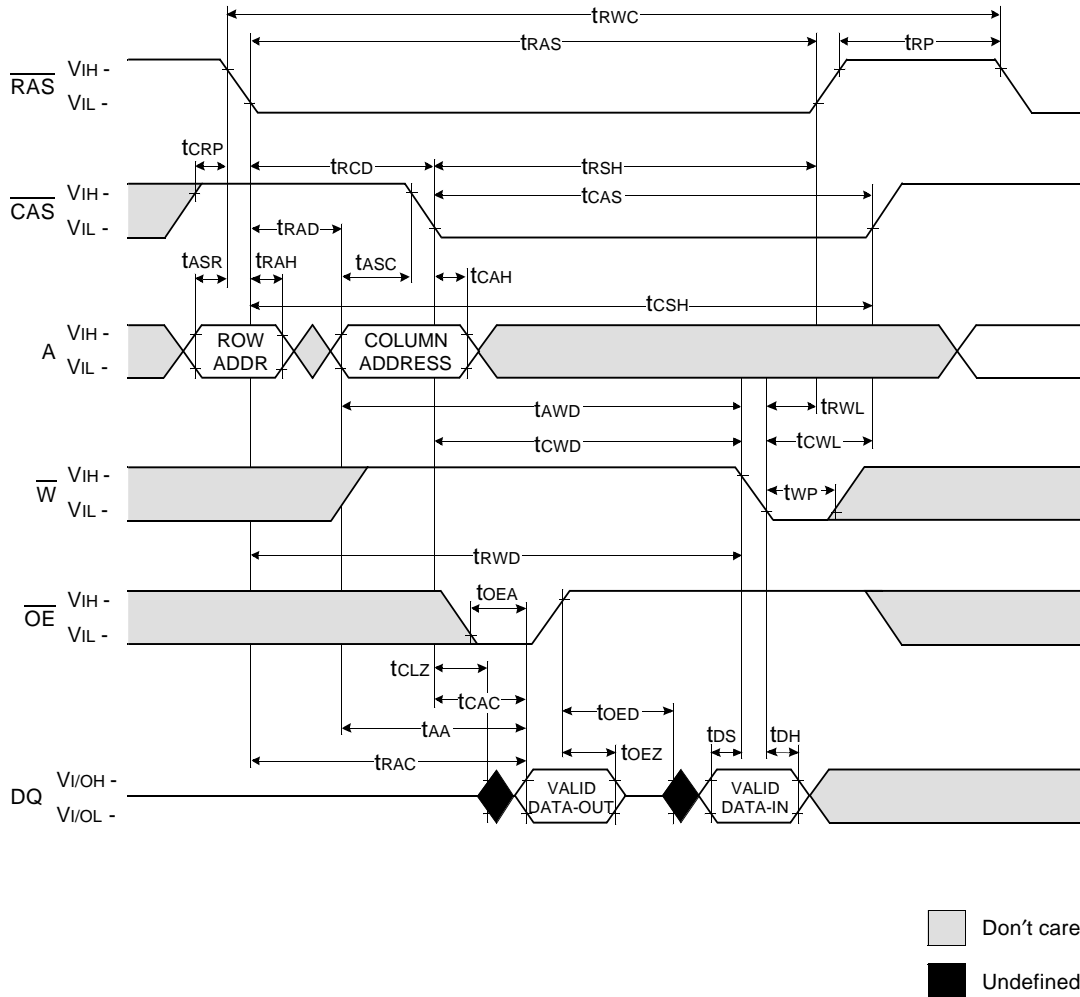 tRWC
tRAS
tRP
RAS
VIH -
VIL -
tCRP
tRCD
tRSH
CAS
VIH -
VIL -
tCAS
tRAD
tASR
tRAH
tASC
tCAH
tCSH
A
VIH -
VIL -
ROW
ADDR
COLUMN
ADDRESS
tAWD
tRWL
tCWD
tCWL
W
VIH -
VIL -
tWP
tRWD
OE
VIH -
VIL -
tOEA
tCLZ
tCAC
tOED
tAA
tOEZ
tDS
tDH
tRAC
DQ
VI/OH -
VI/OL -
VALID
DATA-OUT
VALID
DATA-IN
Don't care
Undefined